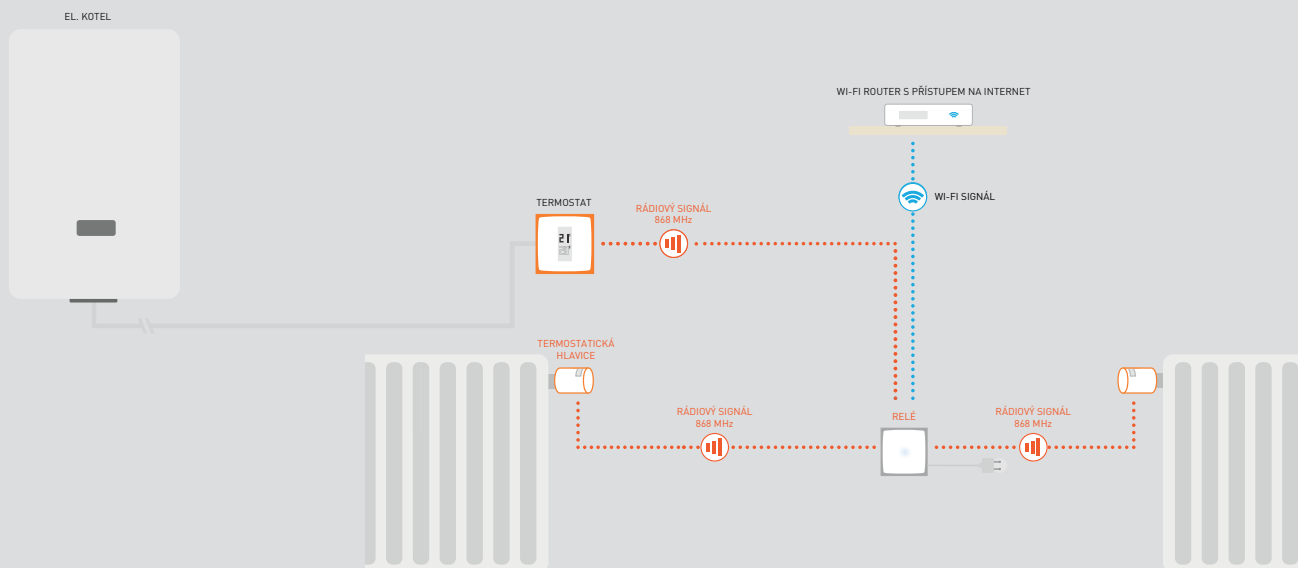 EL. KOTEL
WI-FI ROUTER S PŘÍSTUPEM NA INTERNET
WI-FI SIGNÁL
TERMOSTAT
RÁDIOVÝ SIGNÁL
868 MHz
TERMOSTATICKÁ
HLAVICE
RÁDIOVÝ SIGNÁL
868 MHz
RELÉ
RÁDIOVÝ SIGNÁL
868 MHz